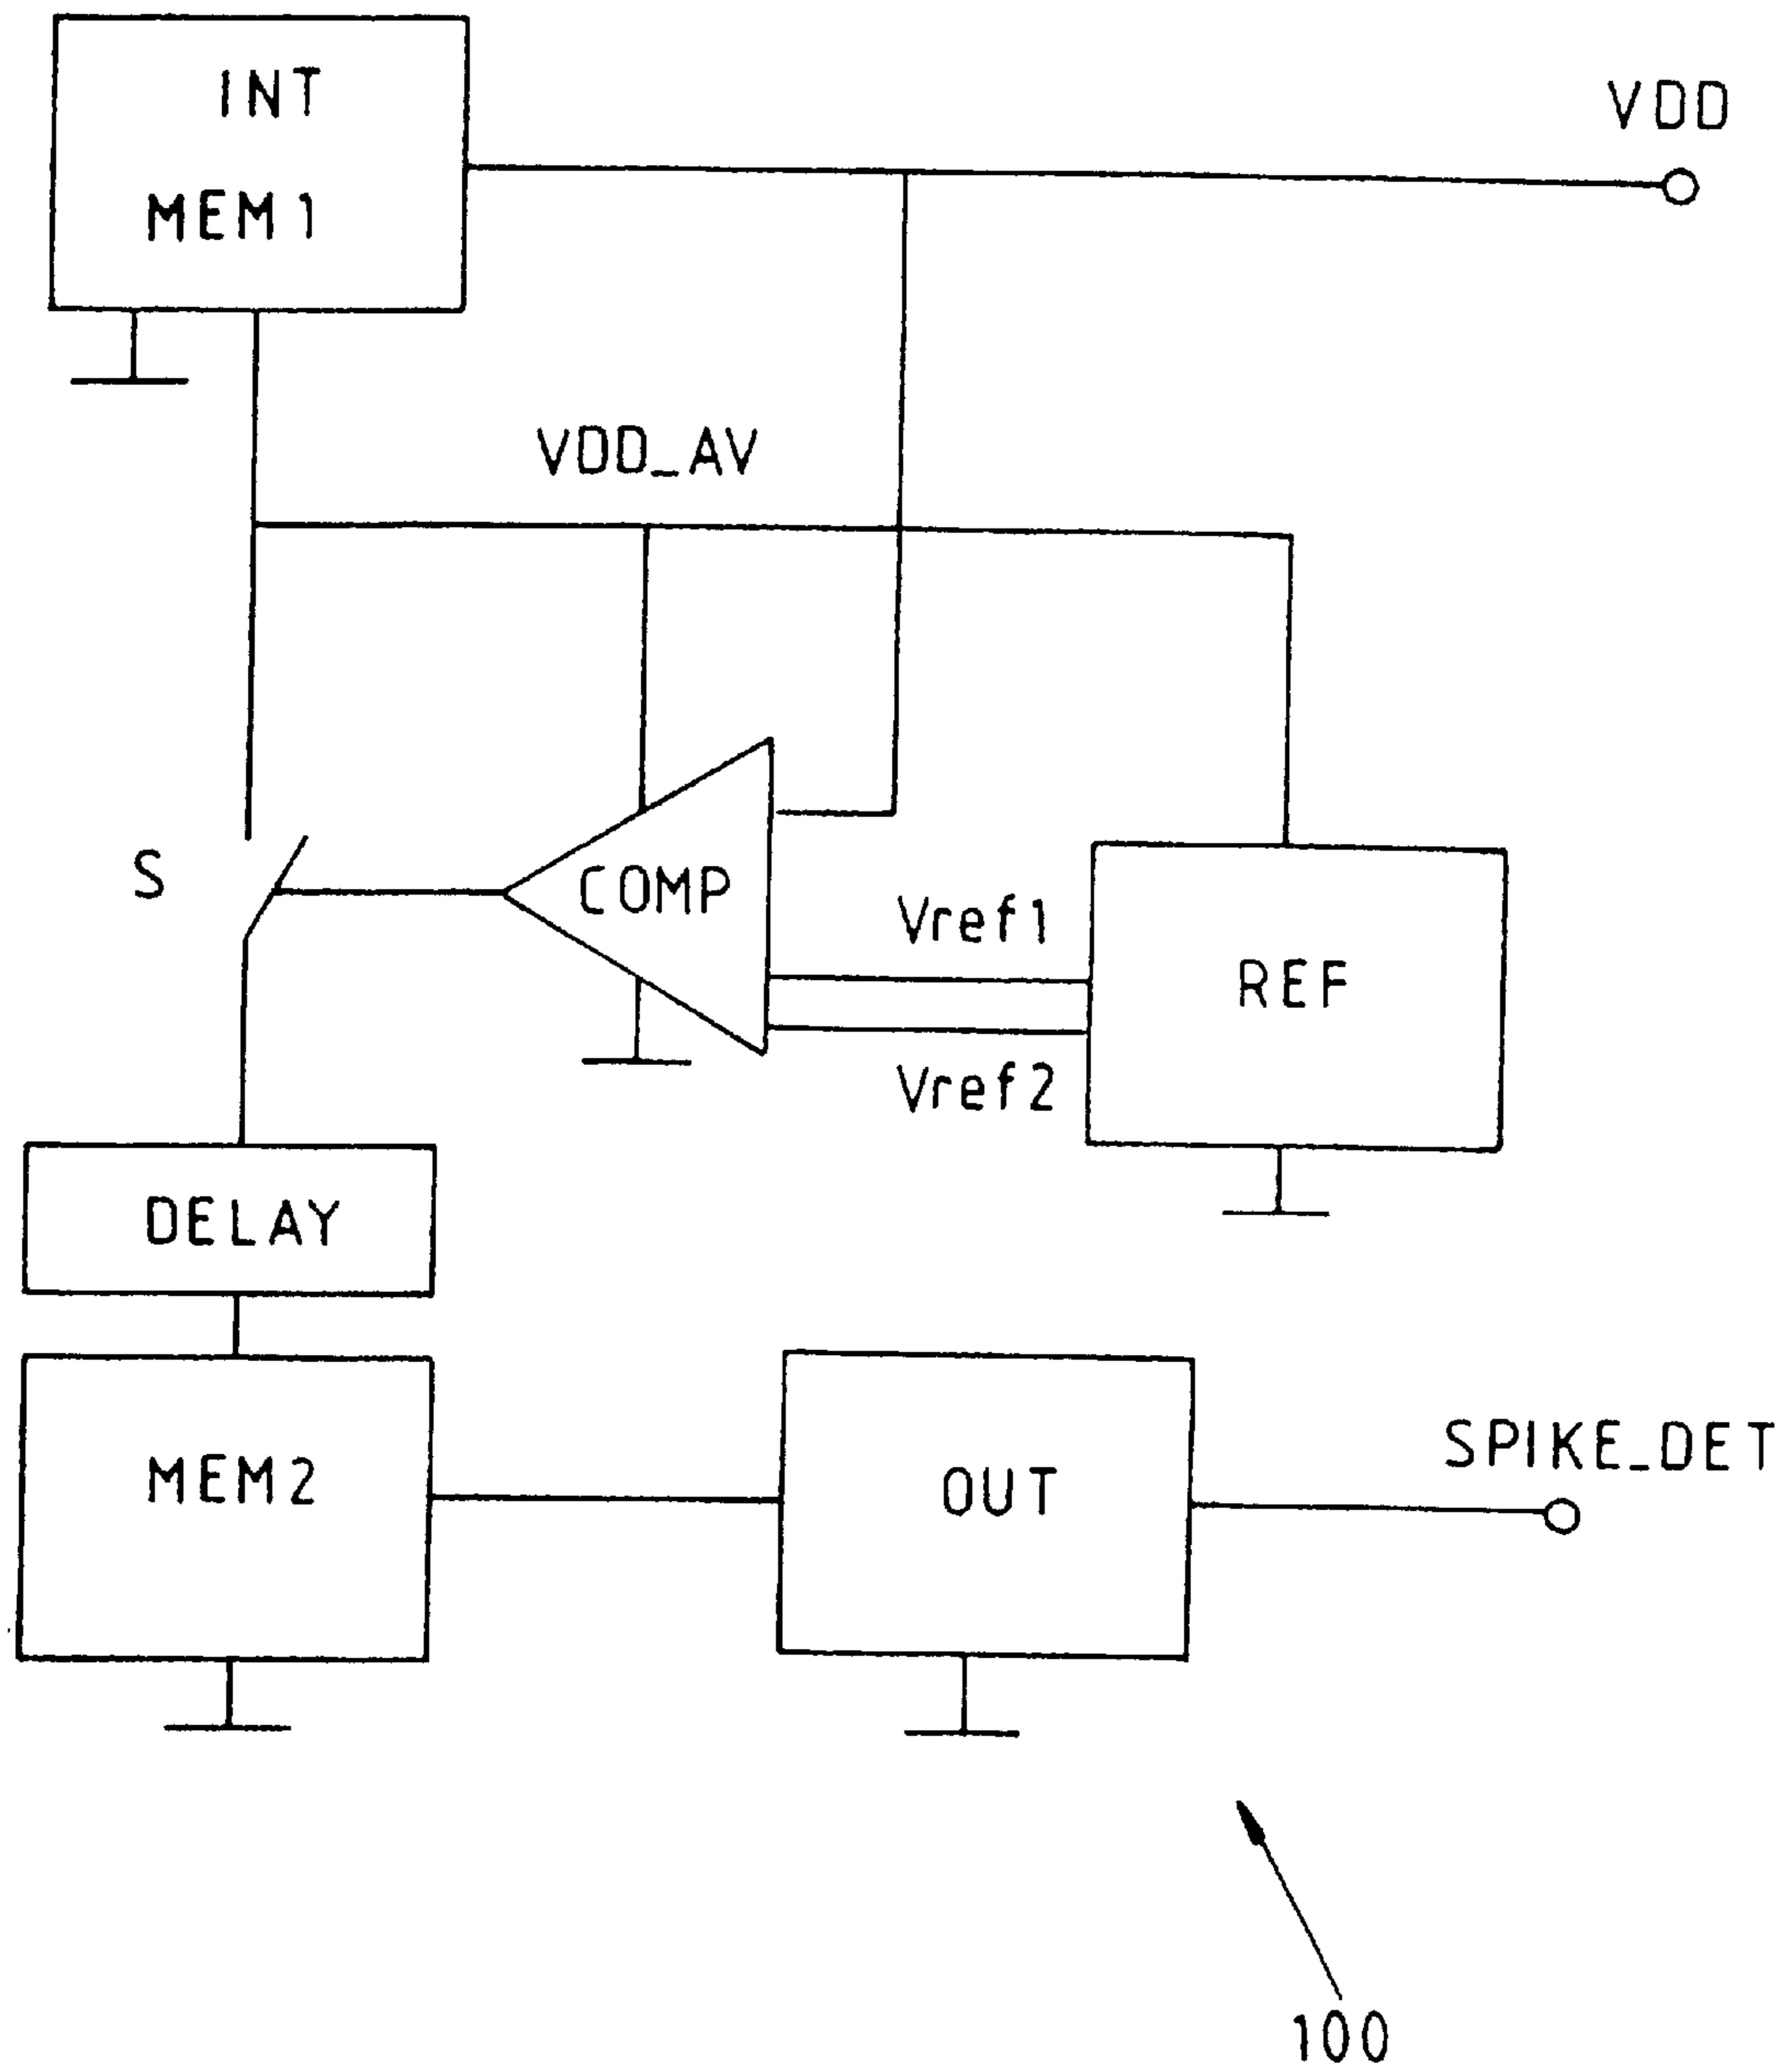 INT
VDD
MEM1
VDD_AV
S
COMP
Vref1
REF
Vref2
DELAY
SPIKE_DET
MEM2
OUT
100